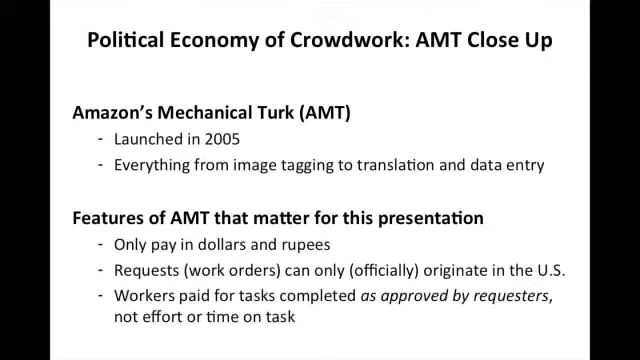 Political Economy of Crowdwork: AMT Close Up
Amazon's Mechanical Turk (AMT)
- Launched in 2005
- Everything from image tagging to translation and data entry
Features of AMT that matter for this presentation
- Only pay in dollars and rupees
- Requests (work orders) can only (officially) originate in the U.S.
- Workers paid for tasks completed as approved by requesters,
not effort or time on task